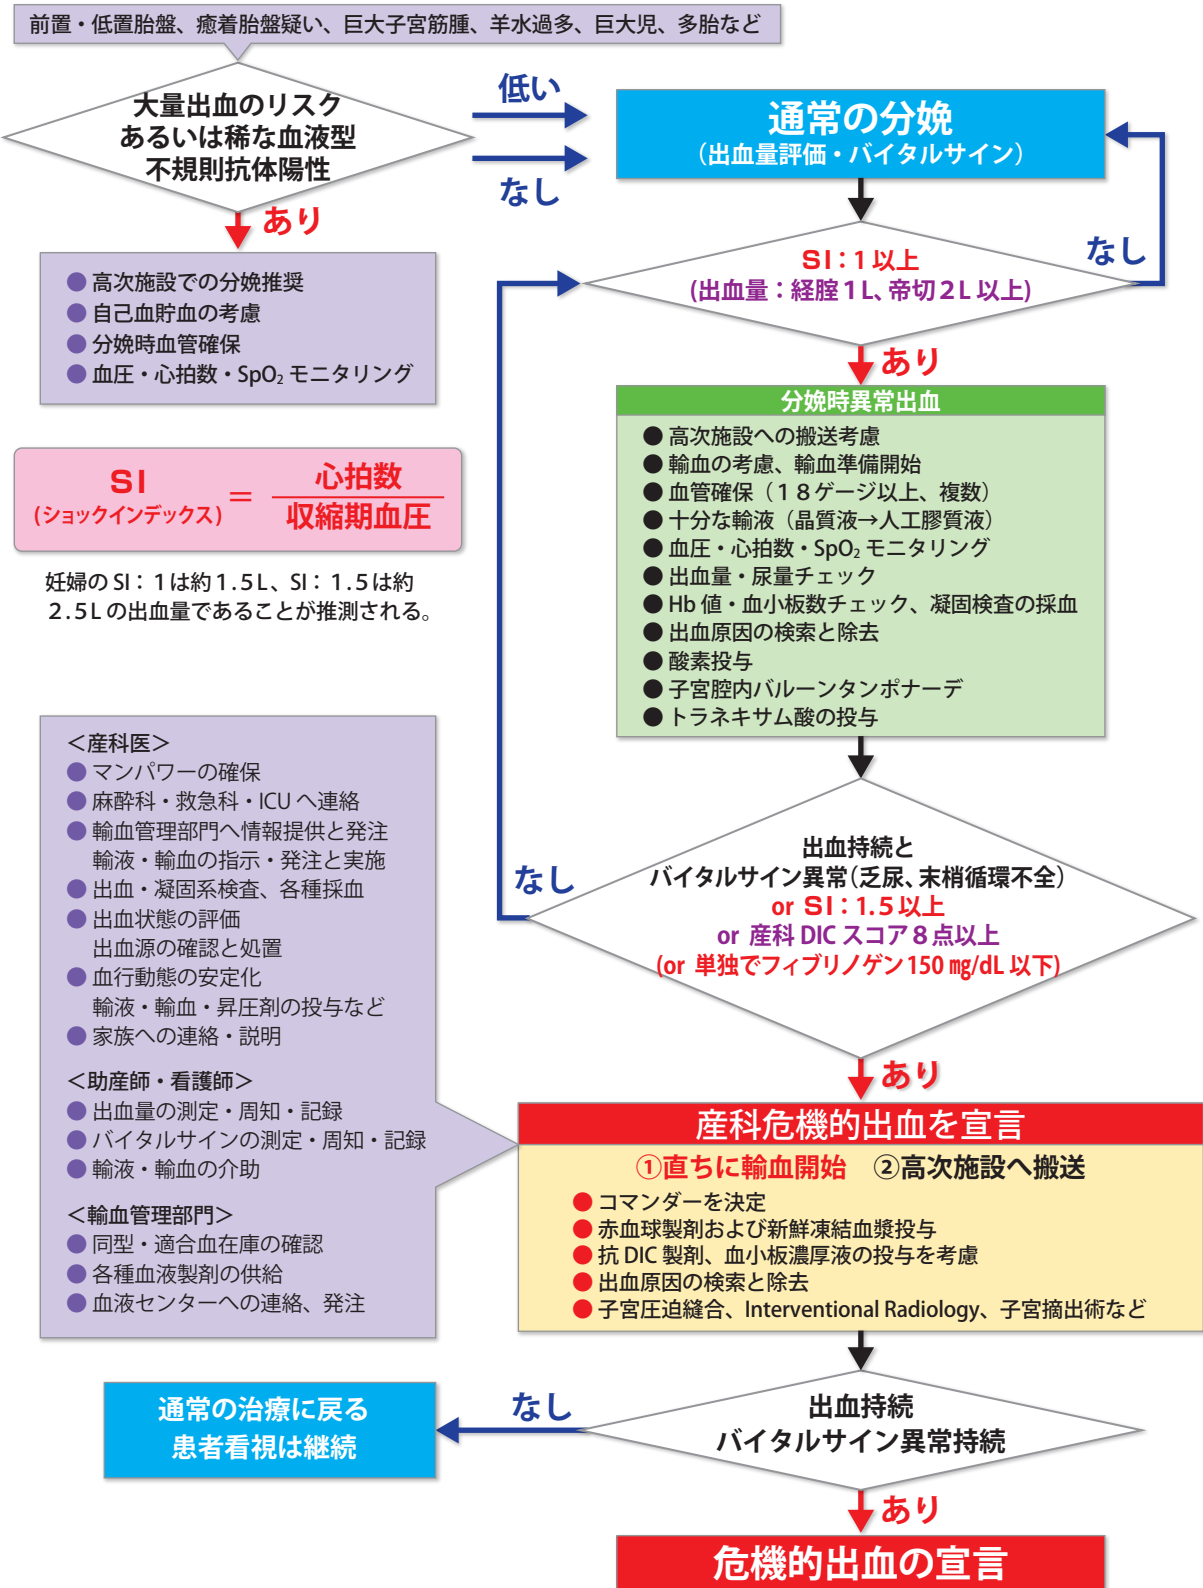 前置・低置胎盤、癒着胎盤疑い、巨大子宮筋腫、羊水過多、巨大児、多胎など
大量出血のリスク
あるいは稀な血液型
不規則抗体陽性
低い
なし
あり
通常の分娩
(出血量評価・バイタルサイン)
● 高次施設での分娩推奨
● 自己血貯血の考慮
● 分娩時血管確保
● 血圧・心拍数・SpO₂ モニタリング
SI：1 以上
(出血量：経腟１L、帝切２L 以上)
なし
あり
SI
(ショックインデックス)
＝
心拍数
収縮期血圧
妊婦の SI：１は約１.５L、SI：１.５は約
２.５L の出血量であることが推測される。
分娩時異常出血
● 高次施設への搬送考慮
● 輸血の考慮、輸血準備開始
● 血管確保（１８ゲージ以上、複数）
● 十分な輸液（晶質液→人工膠質液）
● 血圧・心拍数・SpO₂ モニタリング
● 出血量・尿量チェック
● Hb 値・血小板数チェック、凝固検査の採血
● 出血原因の検索と除去
● 酸素投与
● 子宮腔内バルーンタンポナーデ
● トラネキサム酸の投与
出血持続と
バイタルサイン異常(乏尿、末梢循環不全)
or SI：1.5 以上
or 産科 DIC スコア８点以上
(or 単独でフィブリノゲン 150 ㎎/dL 以下)
なし
あり
＜産科医＞
● マンパワーの確保
● 麻酔科・救急科・ICU へ連絡
● 輸血管理部門へ情報提供と発注
輸液・輸血の指示・発注と実施
● 出血・凝固系検査、各種採血
● 出血状態の評価
出血源の確認と処置
● 血行動態の安定化
輸液・輸血・昇圧剤の投与など
● 家族への連絡・説明
＜助産師・看護師＞
● 出血量の測定・周知・記録
● バイタルサインの測定・周知・記録
● 輸液・輸血の介助
＜輸血管理部門＞
● 同型・適合血在庫の確認
● 各種血液製剤の供給
● 血液センターへの連絡、発注
産科危機的出血を宣言
①直ちに輸血開始　②高次施設へ搬送
● コマンダーを決定
● 赤血球製剤および新鮮凍結血漿投与
● 抗 DIC 製剤、血小板濃厚液の投与を考慮
● 出血原因の検索と除去
● 子宮圧迫縫合、Interventional Radiology、子宮摘出術など
出血持続
バイタルサイン異常持続
なし
通常の治療に戻る
患者看視は継続
あり
危機的出血の宣言